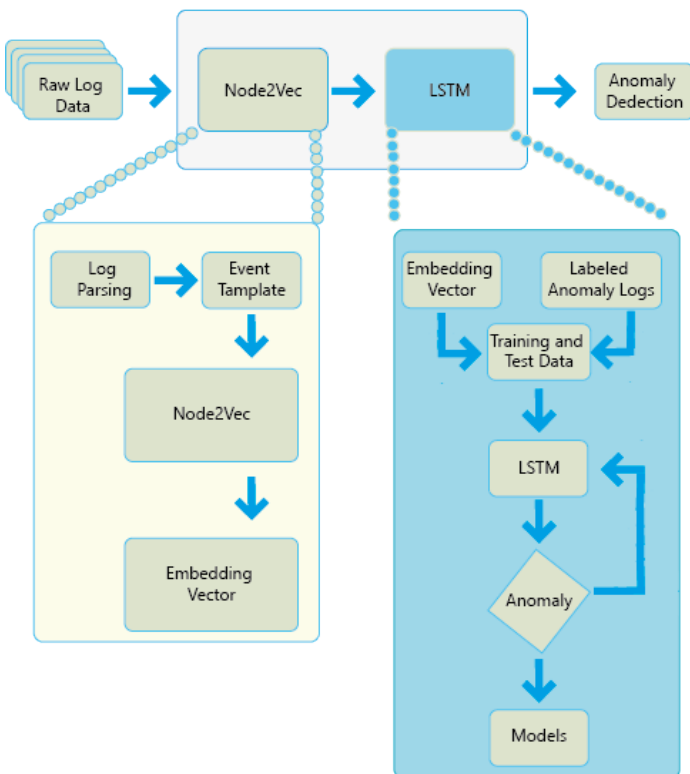 Raw Log
Data
Node2Vec
LSTM
Anomaly
Dedection
Log
Parsing
Event
Tamplate
Node2Vec
Embedding
Vector
Embedding
Vector
Labeled
Anomaly Logs
Training and
Test Data
LSTM
Anomaly
Models